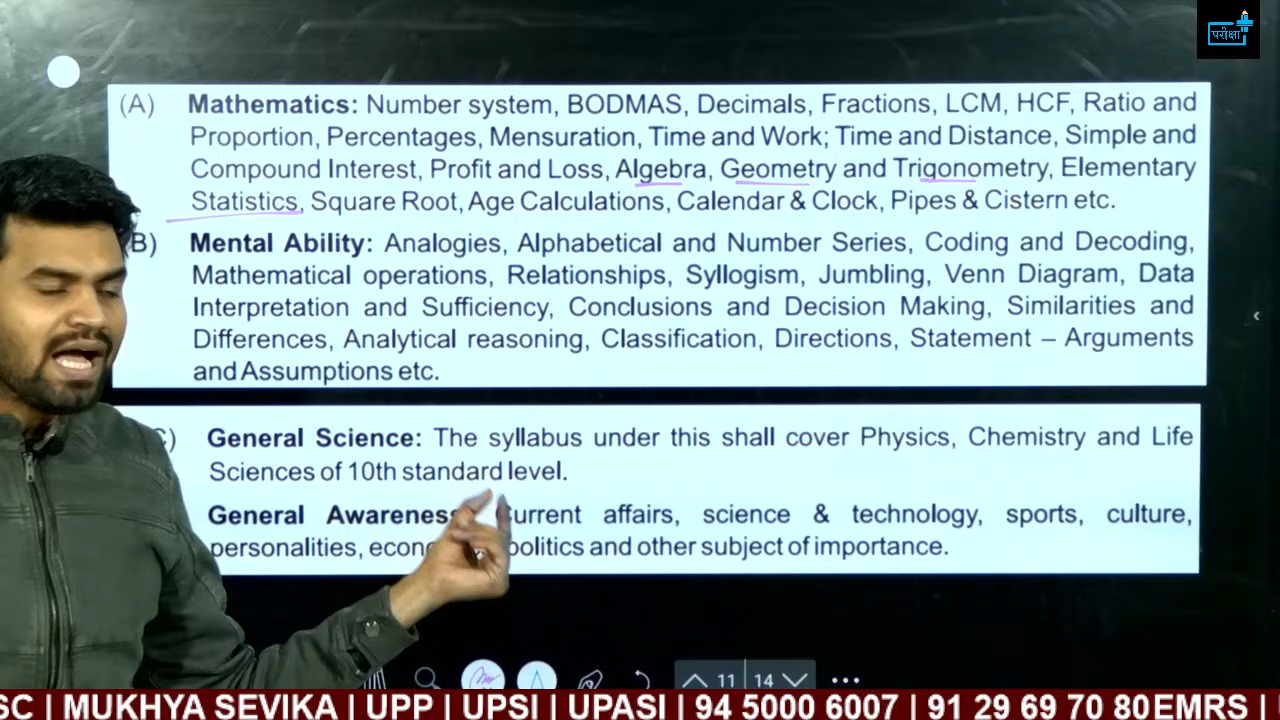 परीक्षा
(A) Mathematics: Number system, BODMAS, Decimals, Fractions, LCM, HCF, Ratio and
Proportion, Percentages, Mensuration, Time and Work; Time and Distance, Simple and
Compound Interest, Profit and Loss, Algebra, Geometry and Trigonometry, Elementary
Statistics, Square Root, Age Calculations, Calendar & Clock, Pipes & Cistern etc.
B) Mental Ability: Analogies, Alphabetical and Number Series, Coding and Decoding,
Mathematical operations, Relationships, Syllogism, Jumbling, Venn Diagram, Data
Interpretation and Sufficiency, Conclusions and Decision Making, Similarities and
Differences, Analytical reasoning, Classification, Directions, Statement – Arguments
and Assumptions etc.
C) General Science: The syllabus under this shall cover Physics, Chemistry and Life
Sciences of 10th standard level.
General Awareness urrent affairs, science & technology, sports, culture,
personalities, politics and other subject of importance.
11 14
SC | MUKHYA SEVIKA | UPP | UPSI | UPASI | 94 5000 6007 | 91 29 69 70 80 EMRS |